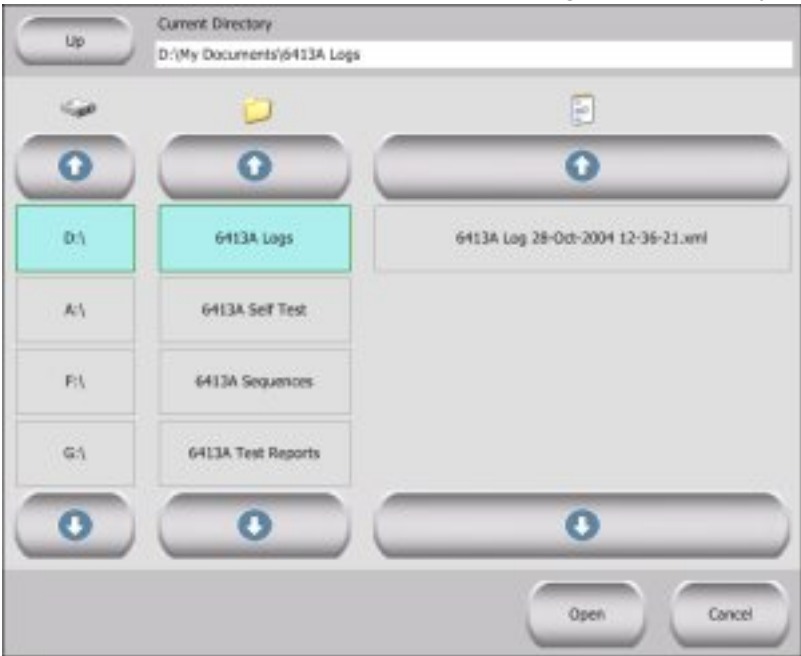 Up
Current Directory
D:\My Documents\6413A Logs
D:\
6413A Logs
6413A Log 28-Oct-2004 12-36-21.xml
A:\
6413A Self Test
F:\
6413A Sequences
G:\
6413A Test Reports
Open
Cancel